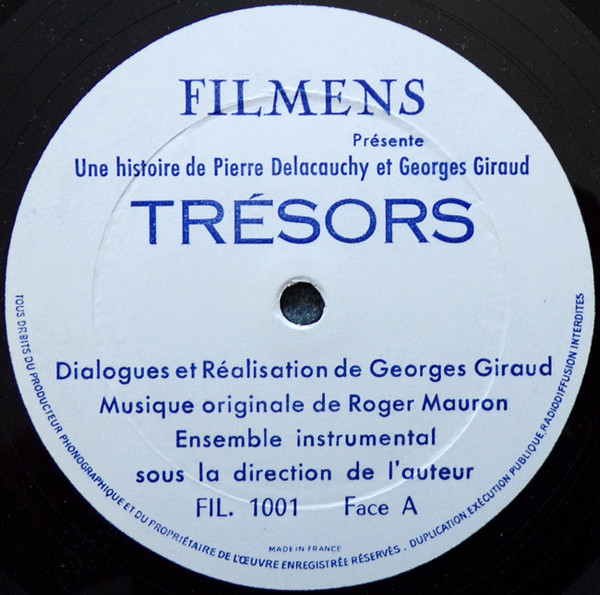 FILMENS
Présente
Une histoire de Pierre Delacauchy et Georges Giraud
TRÉSORS
Dialogues et Réalisation de Georges Giraud
Musique originale de Roger Mauron
Ensemble instrumental
sous la direction de l'auteur
FIL. 1001 Face A
MADE IN FRANCE
TOUS DROITS DU PRODUCTEUR PHONOGRAPHIQUE ET DU PROPRIÉTAIRE DE L'ŒUVRE ENREGISTRÉE RÉSERVÉS . DUPLICATION, EXÉCUTION PUBLIQUE, RADIODIFFUSION INTERDITES